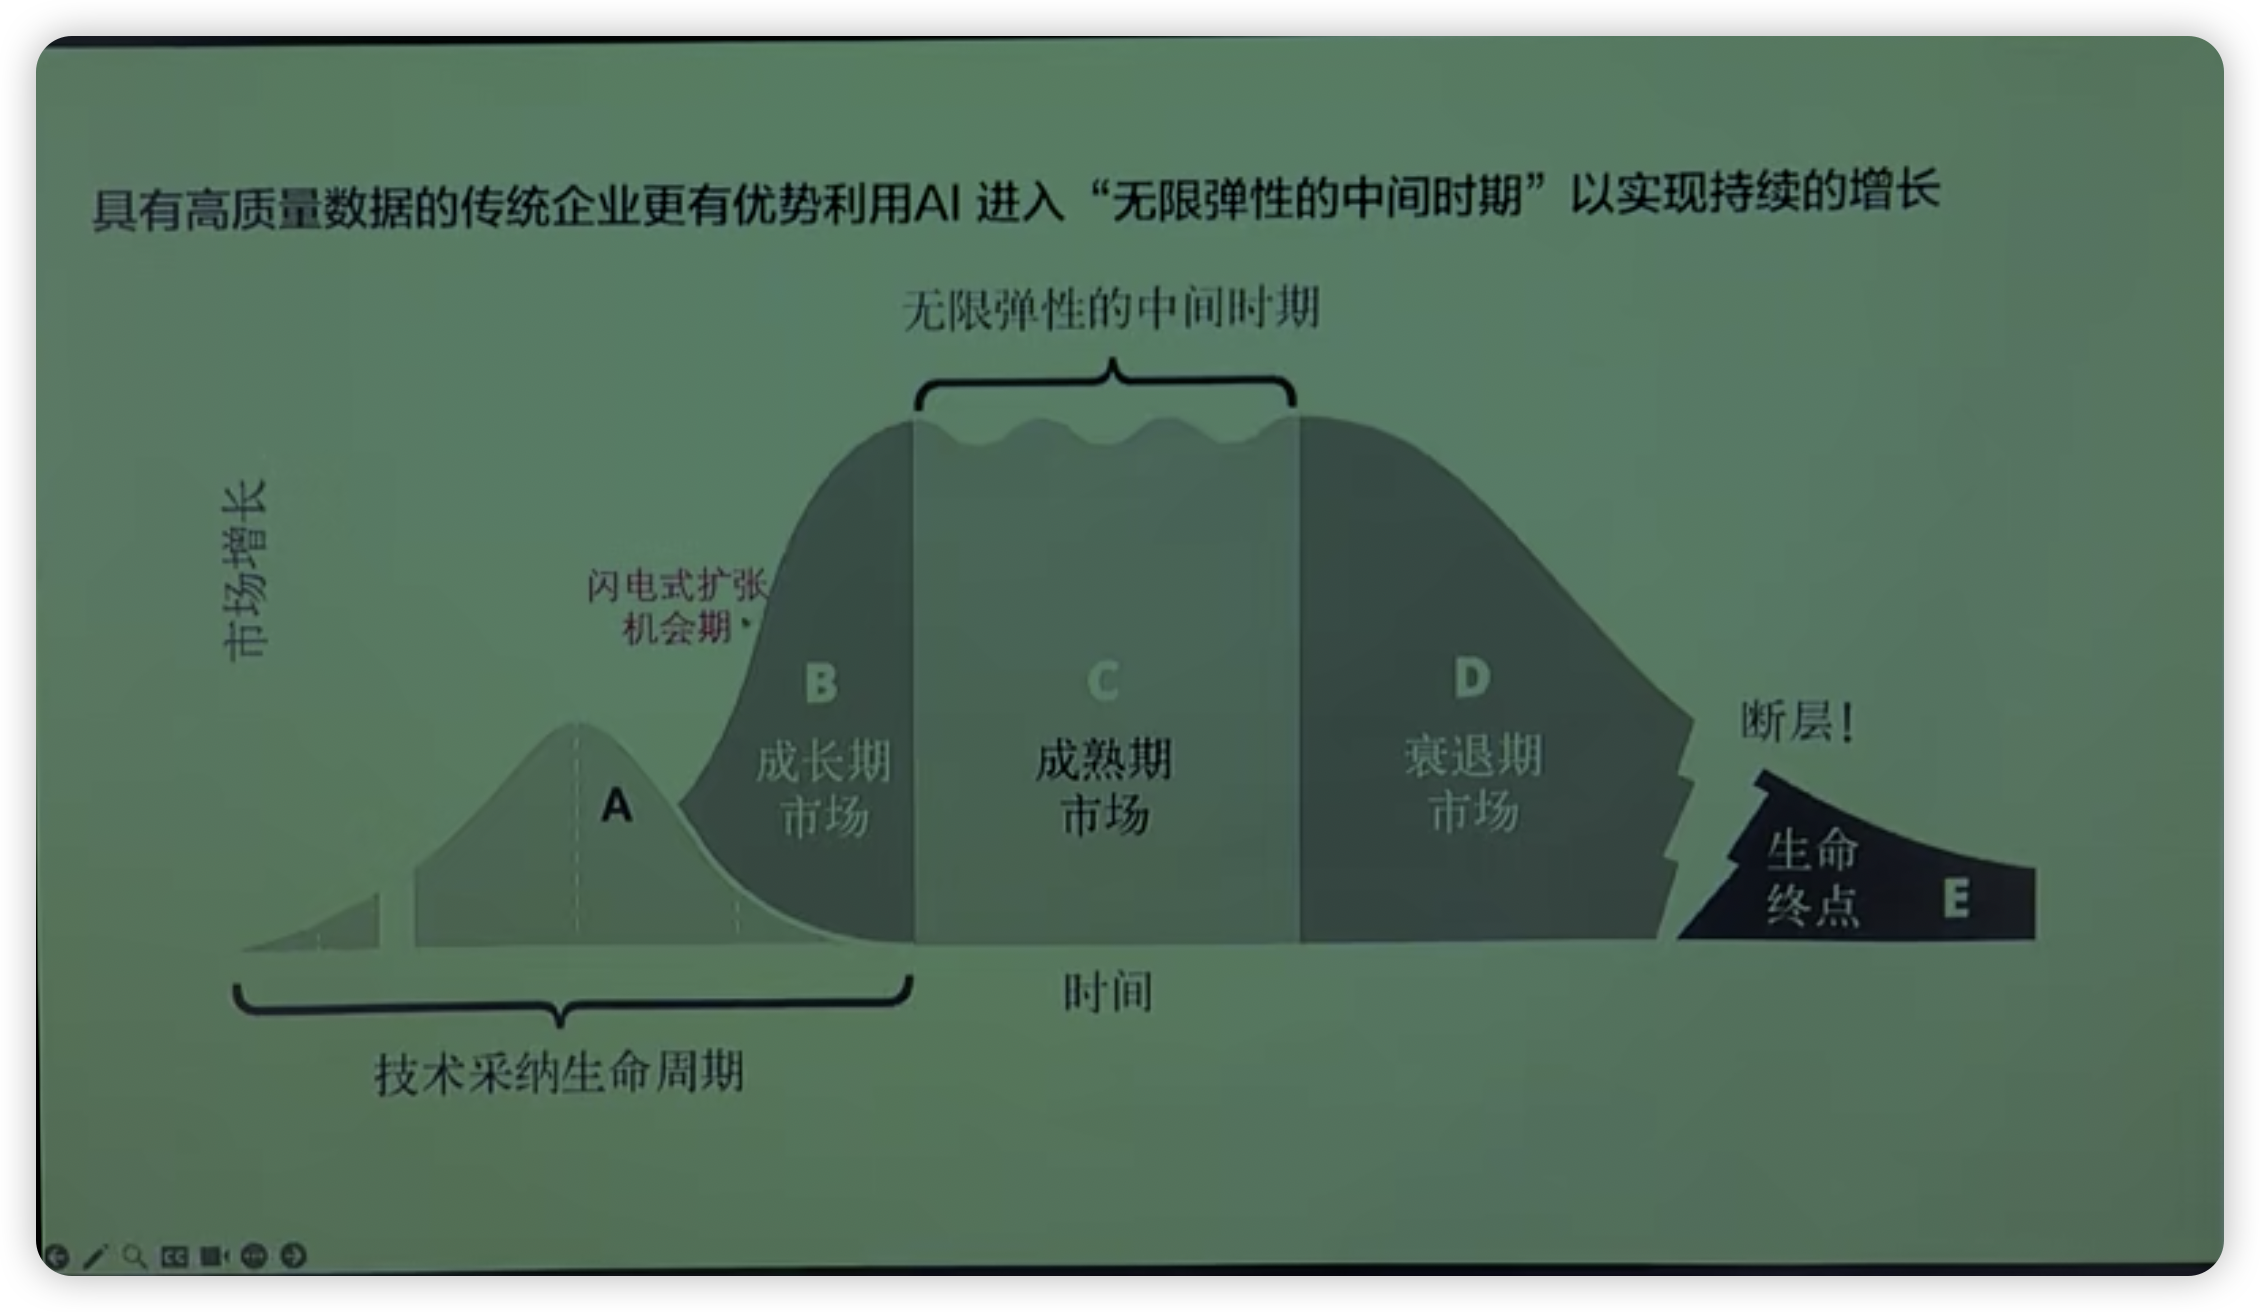 具有高质量数据的传统企业更有优势利用AI 进入“无限弹性的中间时期”以实现持续的增长
无限弹性的中间时期
市场增长
闪电式扩张
机会期
A
B
成长期
市场
C
成熟期
市场
D
衰退期
市场
断层！
生命
终点
E
时间
技术采纳生命周期
CC